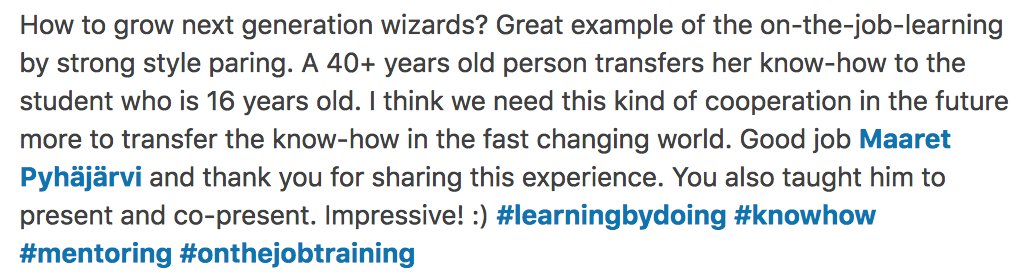 How to grow next generation wizards? Great example of the on-the-job-learning
by strong style paring. A 40+ years old person transfers her know-how to the
student who is 16 years old. I think we need this kind of cooperation in the future
more to transfer the know-how in the fast changing world. Good job Maaret
Pyhäjärvi and thank you for sharing this experience. You also taught him to
present and co-present. Impressive! :) #learningbydoing #knowhow
#mentoring #onthejobtraining